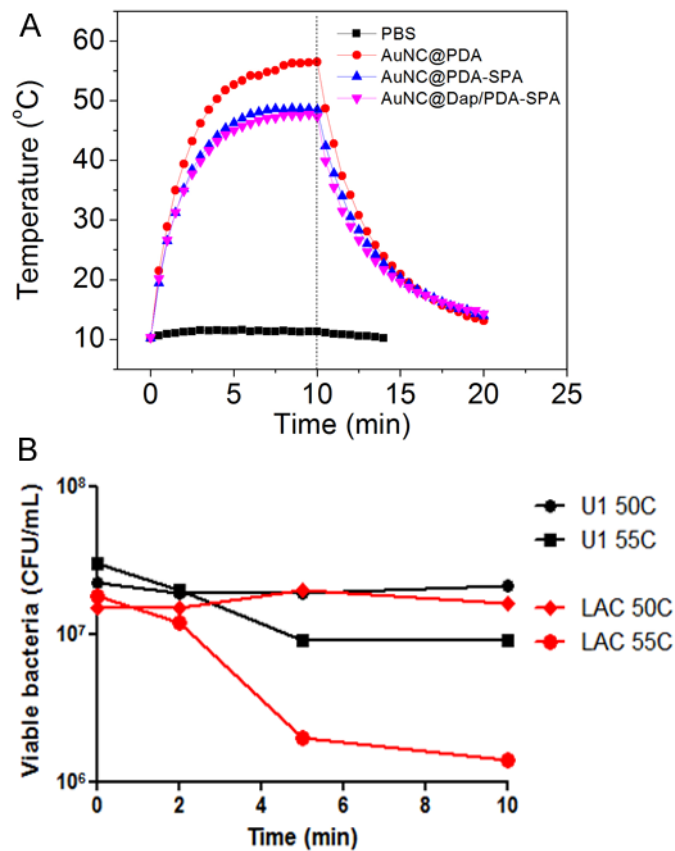 A
PBS
AuNC@PDA
AuNC@PDA-SPA
AuNC@Dap/PDA-SPA
60
50
40
30
20
10
Temperature (°C)
0 5 10 15 20 25
Time (min)
B
10⁸
10⁷
10⁶
Viable bacteria (CFU/mL)
U1 50C
U1 55C
LAC 50C
LAC 55C
0 2 4 6 8 10
Time (min)